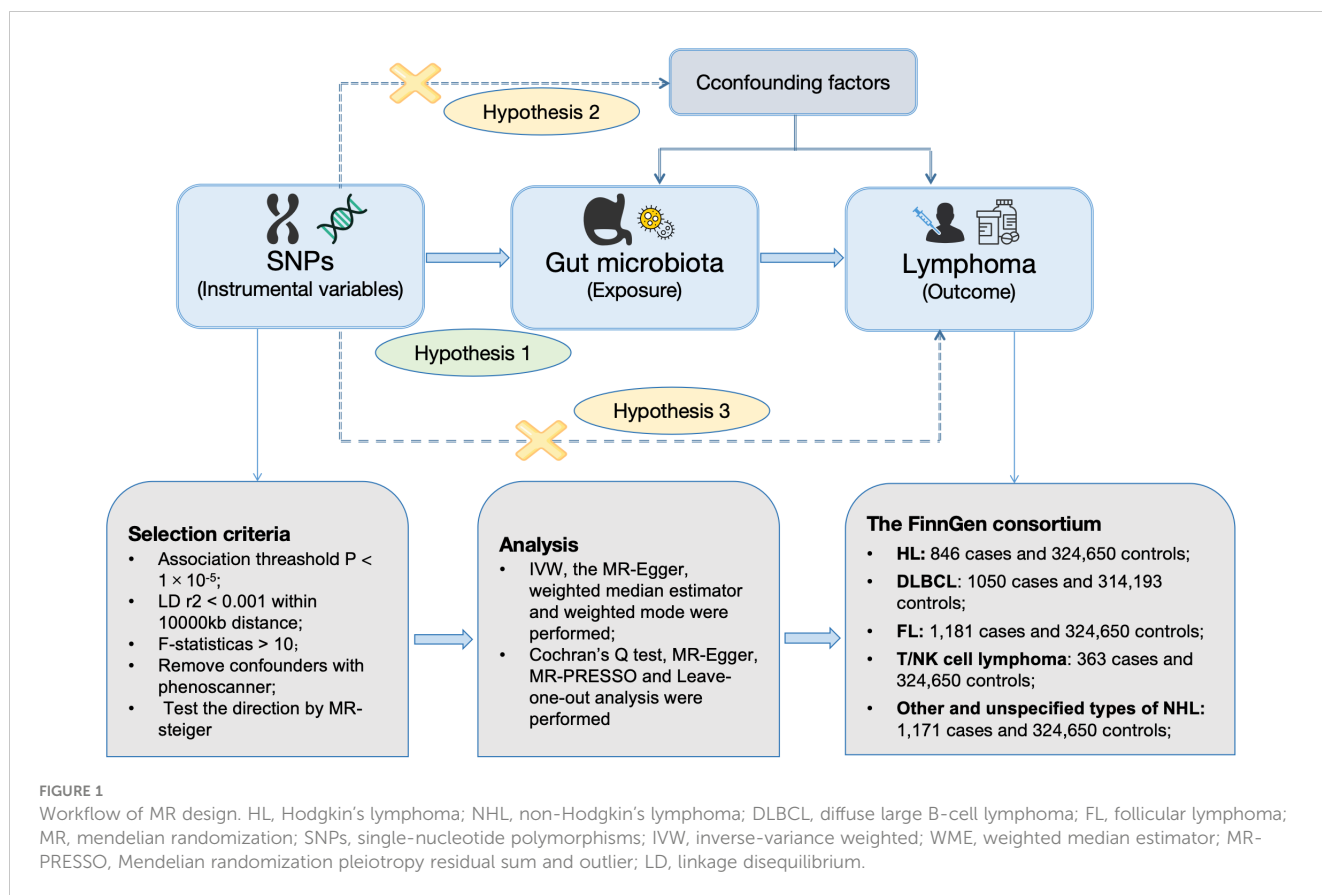 Cconfounding factors
Hypothesis 2
SNPs
(Instrumental variables)
Gut microbiota
(Exposure)
Lymphoma
(Outcome)
Hypothesis 1
Hypothesis 3
Selection criteria
• Association threashold P <
1 × 10-5;
• LD r2 < 0.001 within
10000kb distance;
• F-statisticas > 10;
• Remove confounders with
phenoscanner;
• Test the direction by MR-
steiger
Analysis
• IVW, the MR-Egger,
weighted median estimator
and weighted mode were
performed;
• Cochran’s Q test, MR-Egger,
MR-PRESSO and Leave-
one-out analysis were
performed
The FinnGen consortium
• HL: 846 cases and 324,650 controls;
• DLBCL: 1050 cases and 314,193
controls;
• FL: 1,181 cases and 324,650 controls;
• T/NK cell lymphoma: 363 cases and
324,650 controls;
• Other and unspecified types of NHL:
1,171 cases and 324,650 controls;
FIGURE 1
Workflow of MR design. HL, Hodgkin’s lymphoma; NHL, non-Hodgkin’s lymphoma; DLBCL, diffuse large B-cell lymphoma; FL, follicular lymphoma;
MR, mendelian randomization; SNPs, single-nucleotide polymorphisms; IVW, inverse-variance weighted; WME, weighted median estimator; MR-
PRESSO, Mendelian randomization pleiotropy residual sum and outlier; LD, linkage disequilibrium.